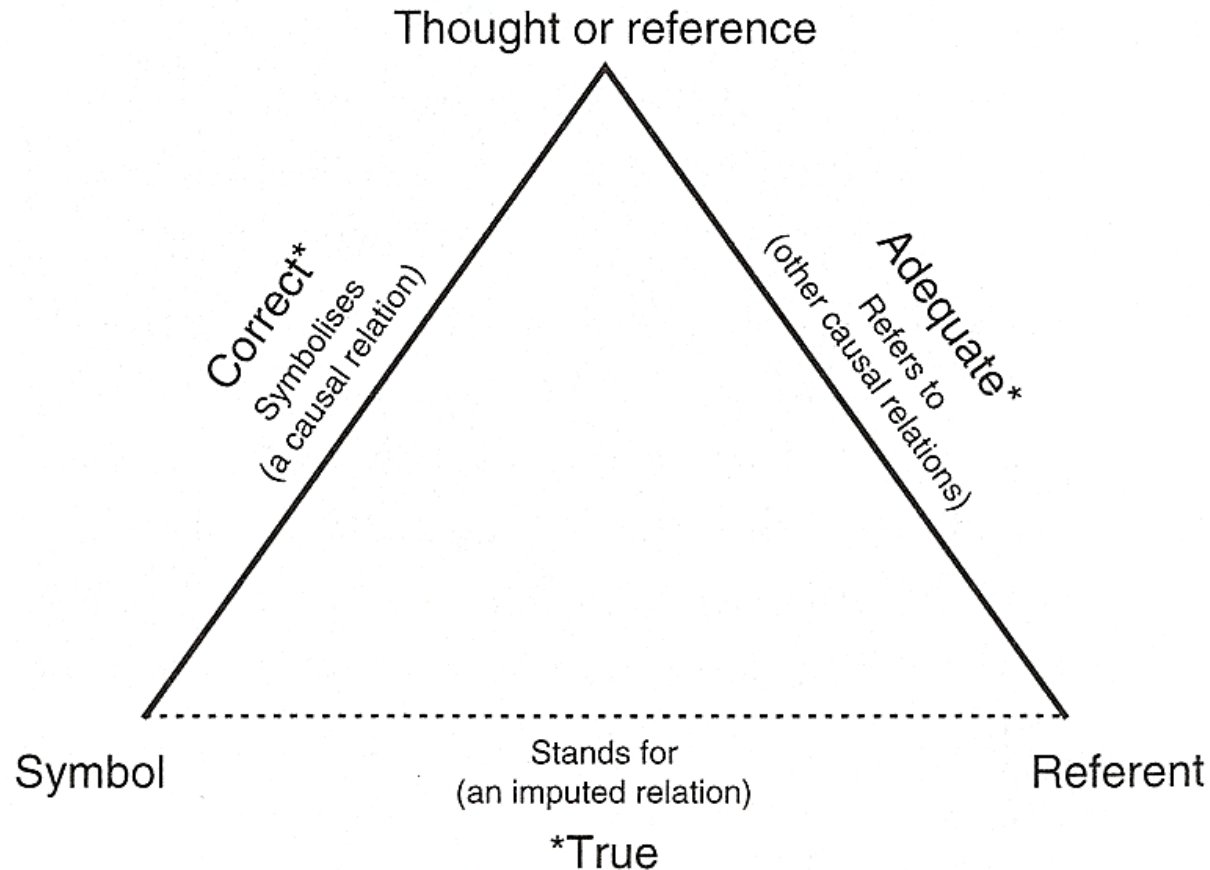 Thought or reference
Correct*
Symbolises
(a causal relation)
Adequate*
Refers to
(other causal relations)
Symbol
Stands for
(an imputed relation)
Referent
*True